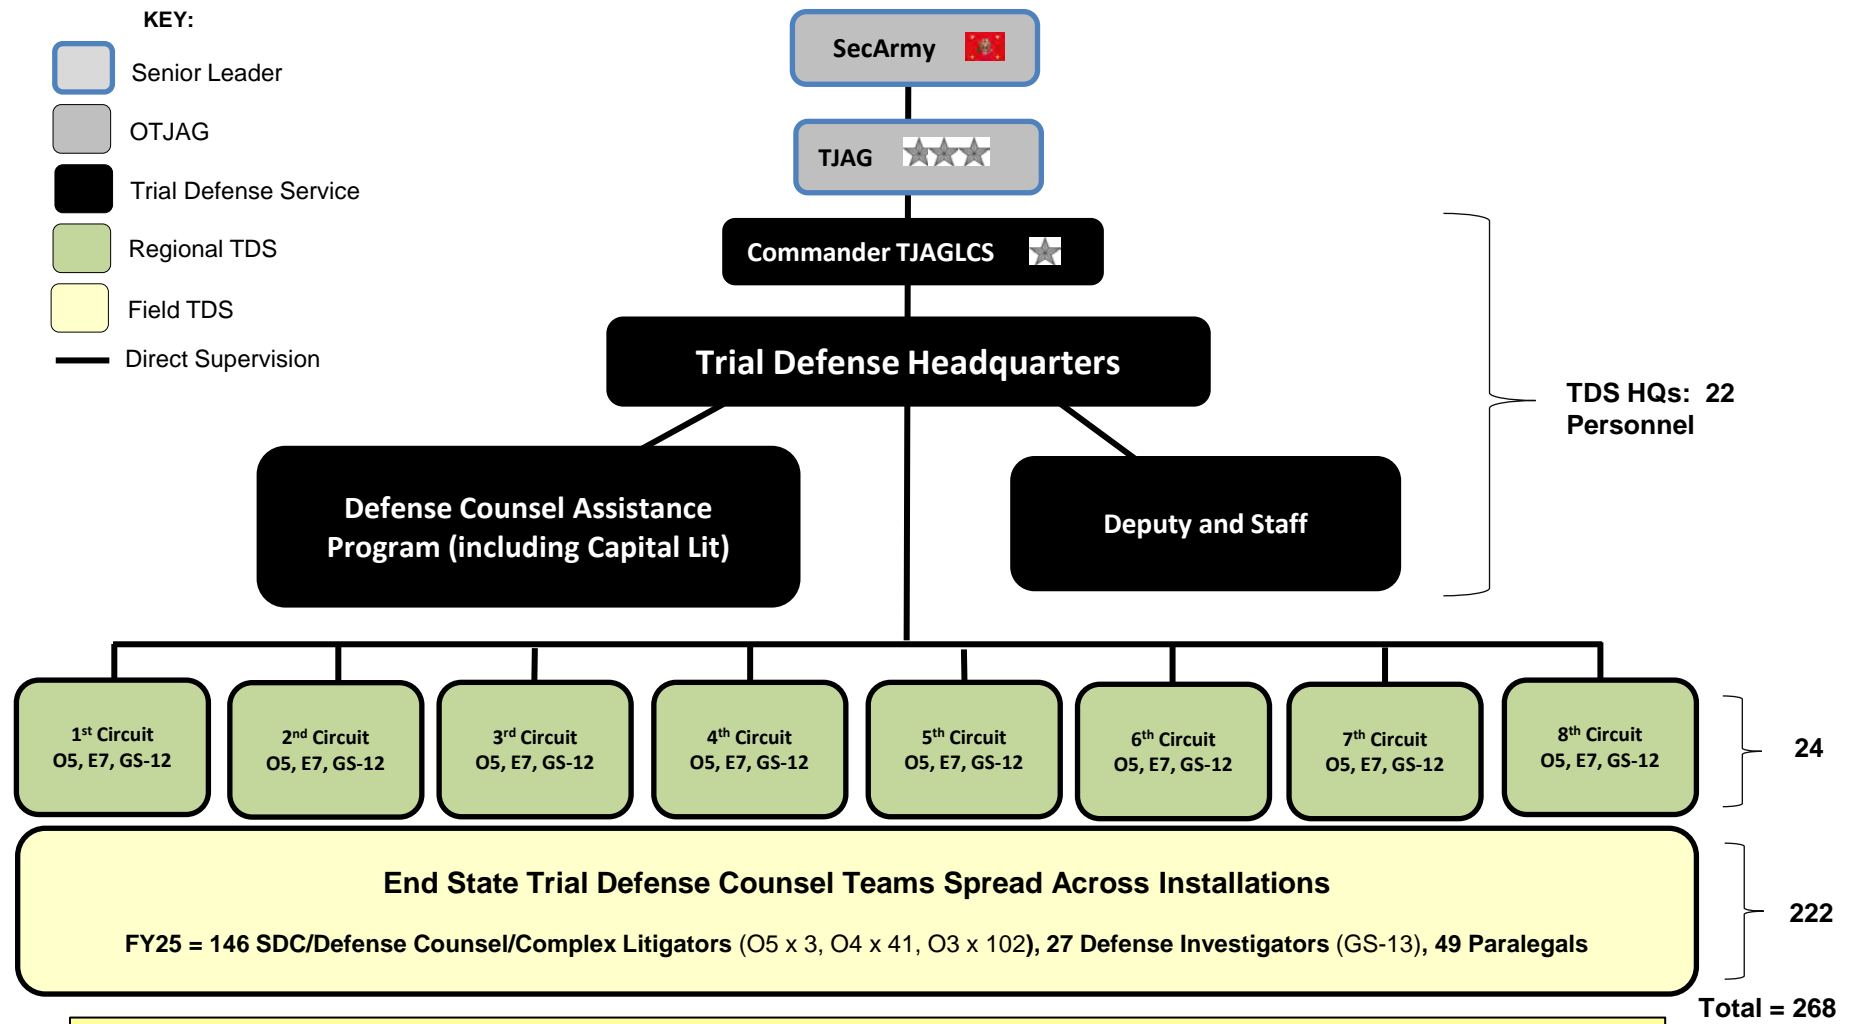 KEY:
Senior Leader
OTJAG
Trial Defense Service
Regional TDS
Field TDS
Direct Supervision
SecArmy
TJAG
Commander TJAGLCS
Trial Defense Headquarters
Defense Counsel Assistance
Program (including Capital Lit)
Deputy and Staff
TDS HQs: 22
Personnel
1st Circuit
O5, E7, GS-12
2nd Circuit
O5, E7, GS-12
3rd Circuit
O5, E7, GS-12
4th Circuit
O5, E7, GS-12
5th Circuit
O5, E7, GS-12
6th Circuit
O5, E7, GS-12
7th Circuit
O5, E7, GS-12
8th Circuit
O5, E7, GS-12
24
End State Trial Defense Counsel Teams Spread Across Installations
FY25 = 146 SDC/Defense Counsel/Complex Litigators (O5 x 3, O4 x 41, O3 x 102), 27 Defense Investigators (GS-13), 49 Paralegals
222
Total = 268